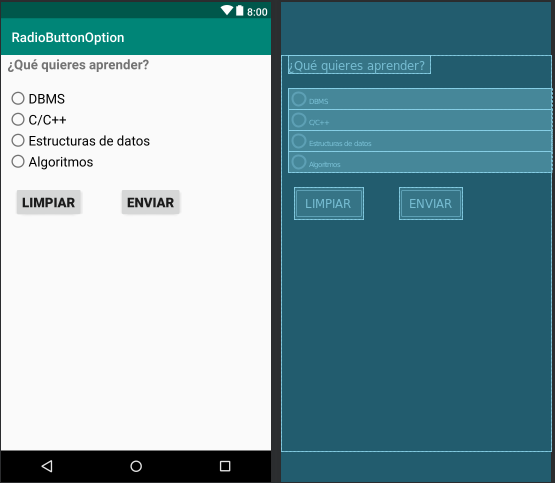 8:00
RadioButtonOption
¿Qué quieres aprender?
DBMS
C/C++
Estructuras de datos
Algoritmos
LIMPIAR ENVIAR
¿Qué quieres aprender?
DBMS
C/C++
Estructuras de datos
Algoritmos
LIMPIAR ENVIAR